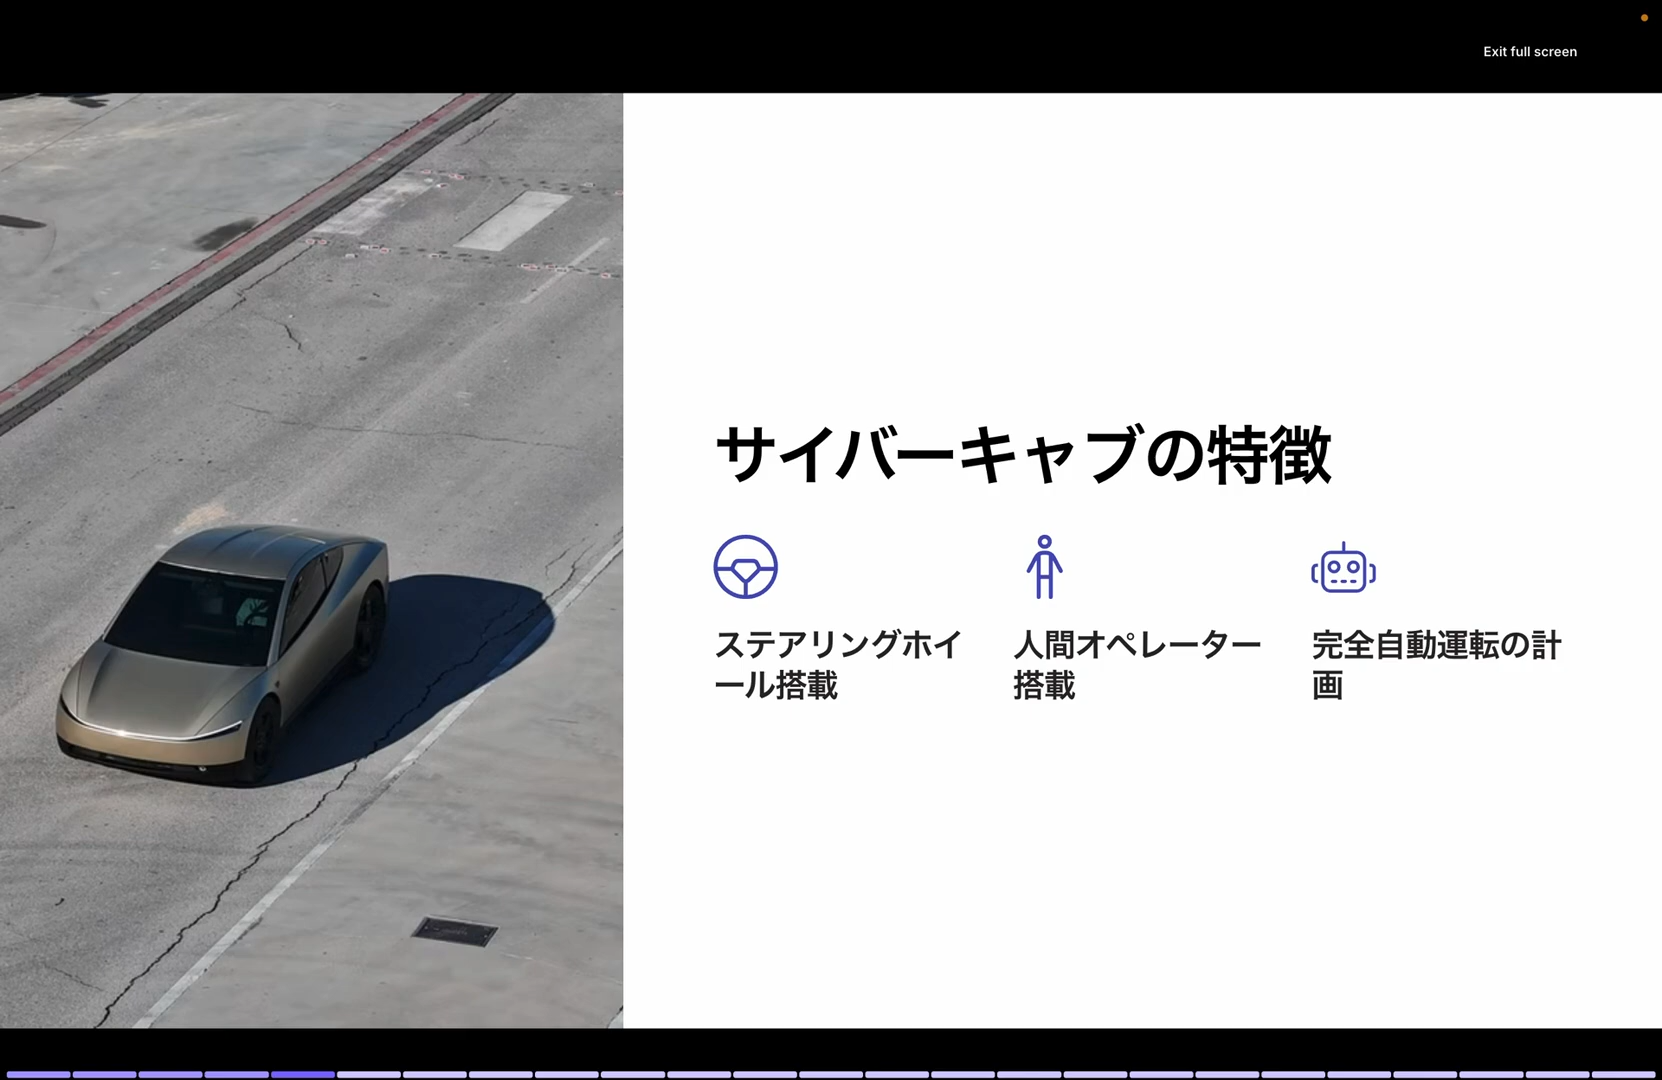 Exit full screen
サイバーキャブの特徴
ステアリングホイ
ール搭載
人間オペレーター
搭載
完全自動運転の計
画